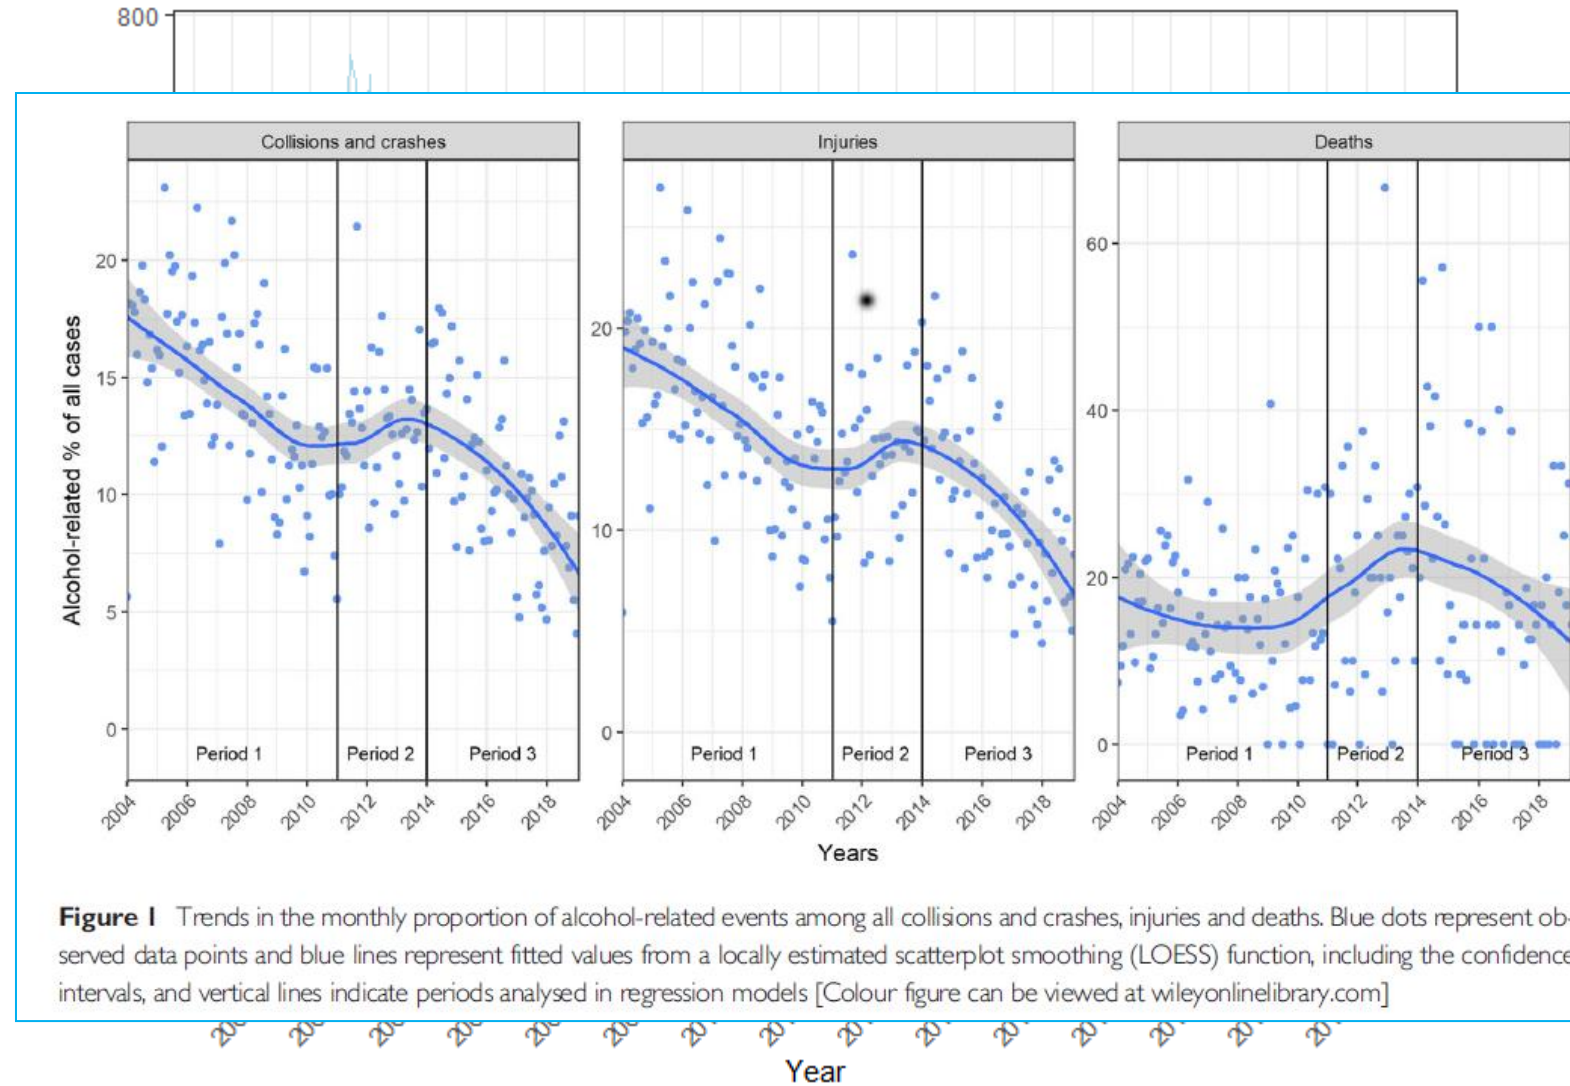 800
Collisions and crashes
Injuries
Deaths
Alcohol-related % of all cases
20
15
10
5
0
Period 1
Period 2
Period 3
2004
2006
2008
2010
2012
2014
2016
2018
20
10
0
Period 1
Period 2
Period 3
2004
2006
2008
2010
2012
2014
2016
2018
60
40
20
0
Period 1
Period 2
Period 3
2004
2006
2008
2010
2012
2014
2016
2018
Years
Figure 1 Trends in the monthly proportion of alcohol-related events among all collisions and crashes, injuries and deaths. Blue dots represent ob-
served data points and blue lines represent fitted values from a locally estimated scatterplot smoothing (LOESS) function, including the confidence
intervals, and vertical lines indicate periods analysed in regression models [Colour figure can be viewed at wileyonlinelibrary.com]
Year